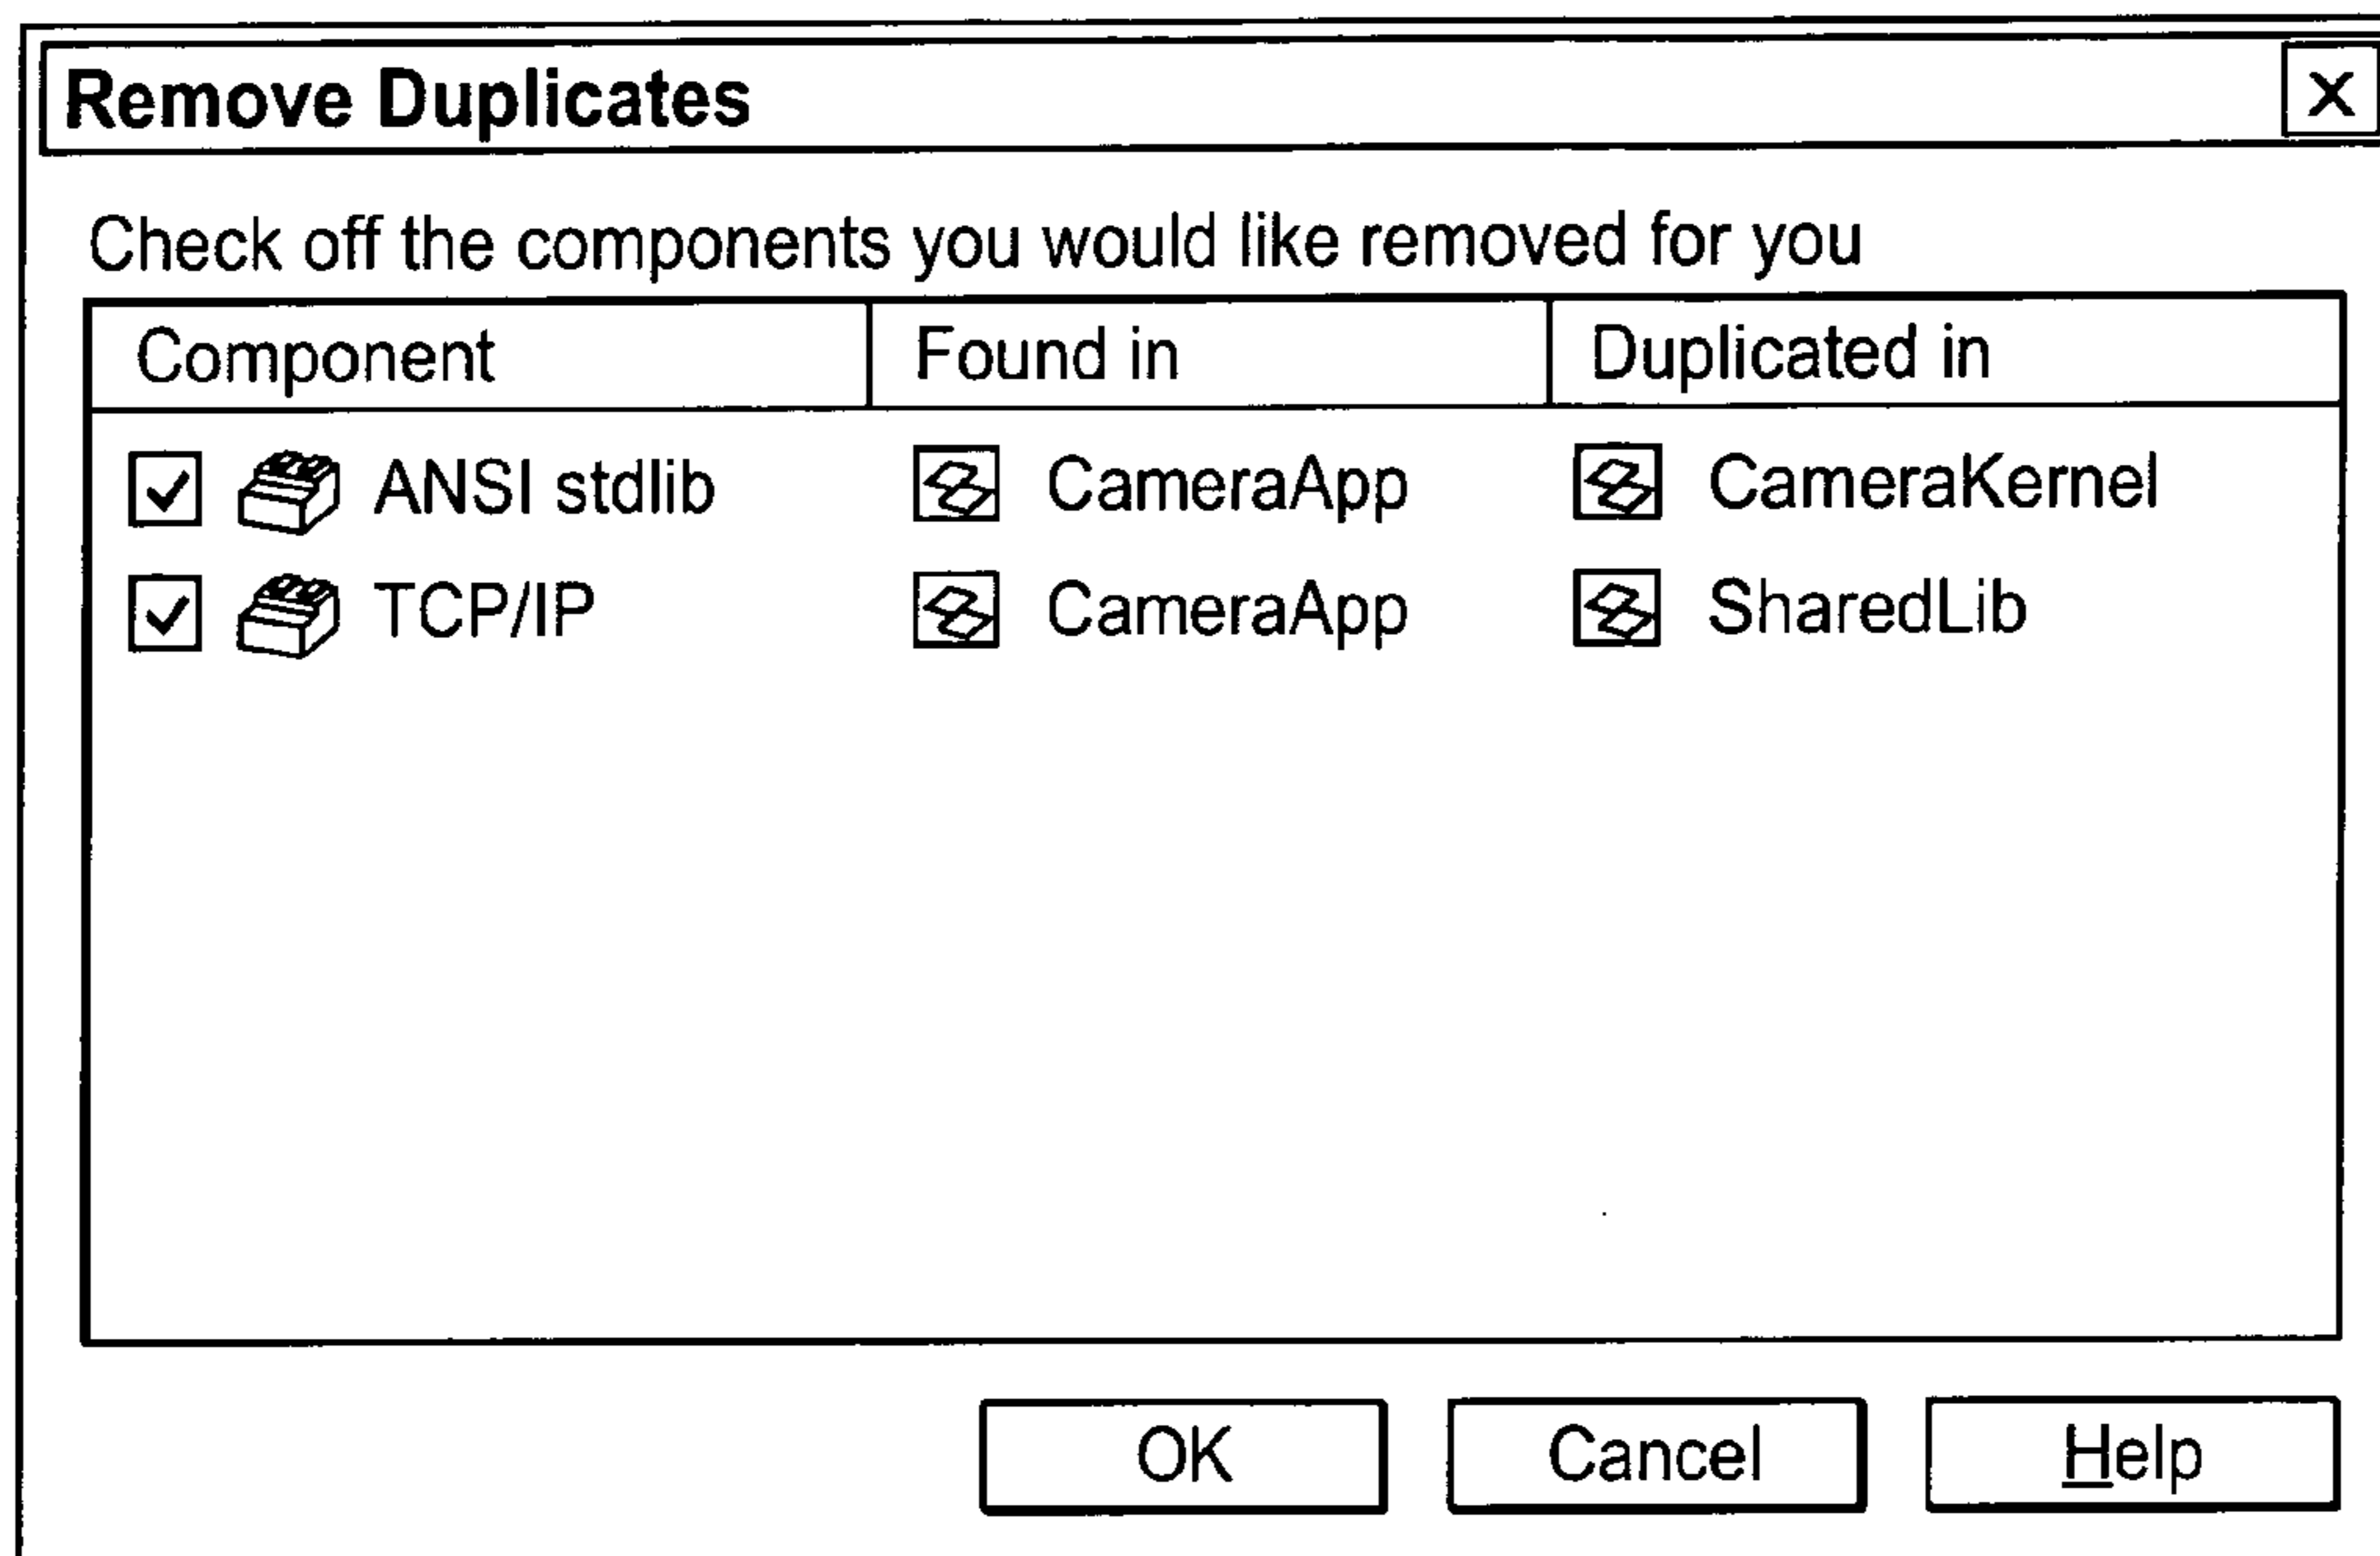 Remove Duplicates X
Check off the components you would like removed for you
Component Found in Duplicated in
ANSI stdlib CameraApp CameraKernel
TCP/IP CameraApp SharedLib
OK Cancel Help